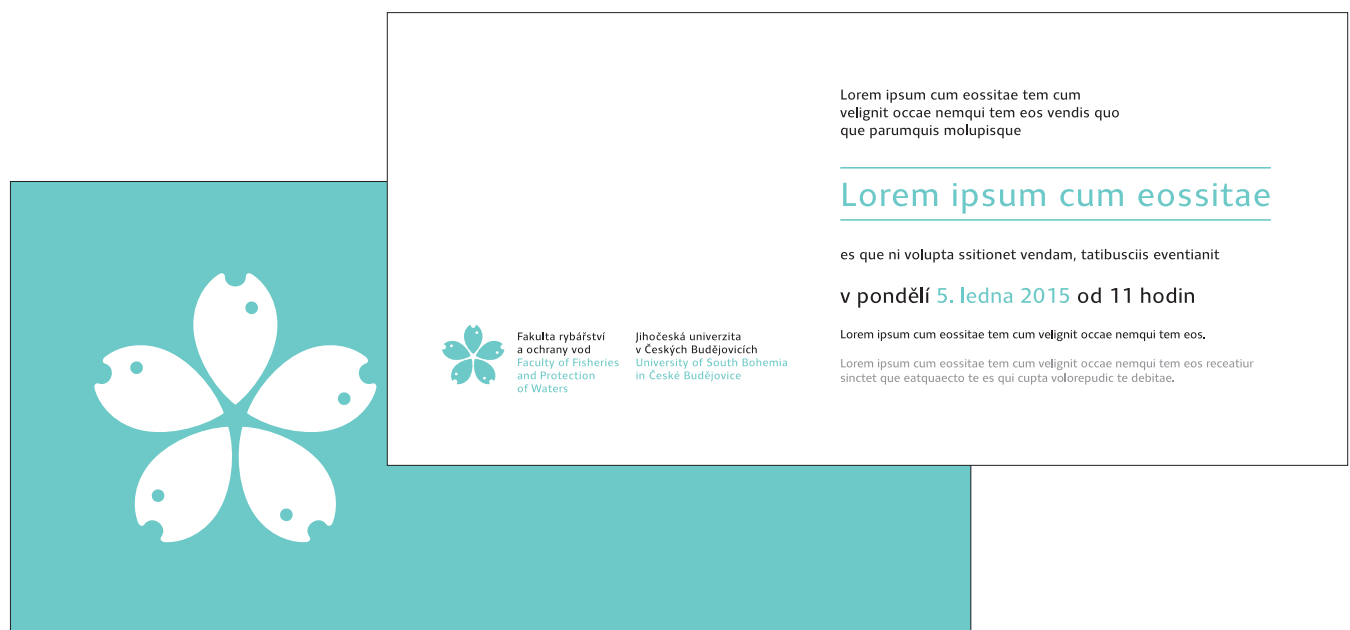 Lorem ipsum cum eossitae tem cum
velignit occae nemqui tem eos vendis quo
que parumquis molupisque
Lorem ipsum cum eossitae
es que ni volupta ssitionet vendam, tatibusciis eventianit
v pondělí 5. ledna 2015 od 11 hodin
Lorem ipsum cum eossitae tem cum velignit occae nemqui tem eos.
Lorem ipsum cum eossitae tem cum velignit occae nemqui tem eos receatiur
sinctet que eatquaecto te es qui cupta volorepudic te debitae.
Fakulta rybářství
a ochrany vod
Faculty of Fisheries
and Protection
of Waters
Jihočeská univerzita
v Českých Budějovicích
University of South Bohemia
in České Budějovice